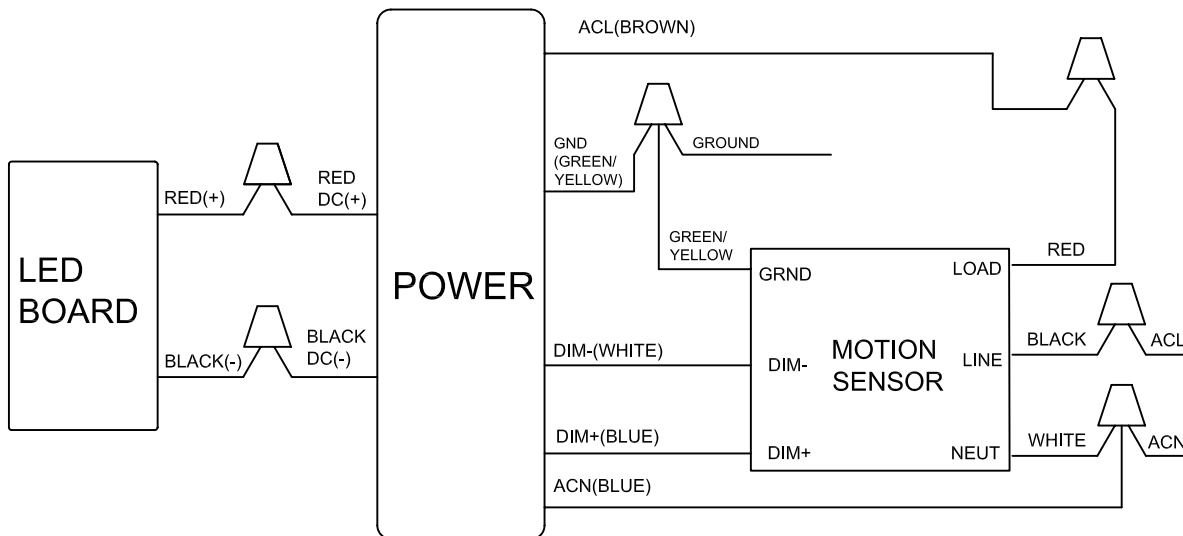 ACL(BROWN)
GND
(GREEN/
YELLOW)
GROUND
RED(+)
RED
DC(+)
LED
BOARD
POWER
GREEN/
YELLOW
GRND
LOAD
RED
BLACK(-)
BLACK
DC(-)
DIM-(WHITE)
DIM-
MOTION
SENSOR
LINE
BLACK
ACL
DIM+(BLUE)
DIM+
NEUT
WHITE
ACN
ACN(BLUE)